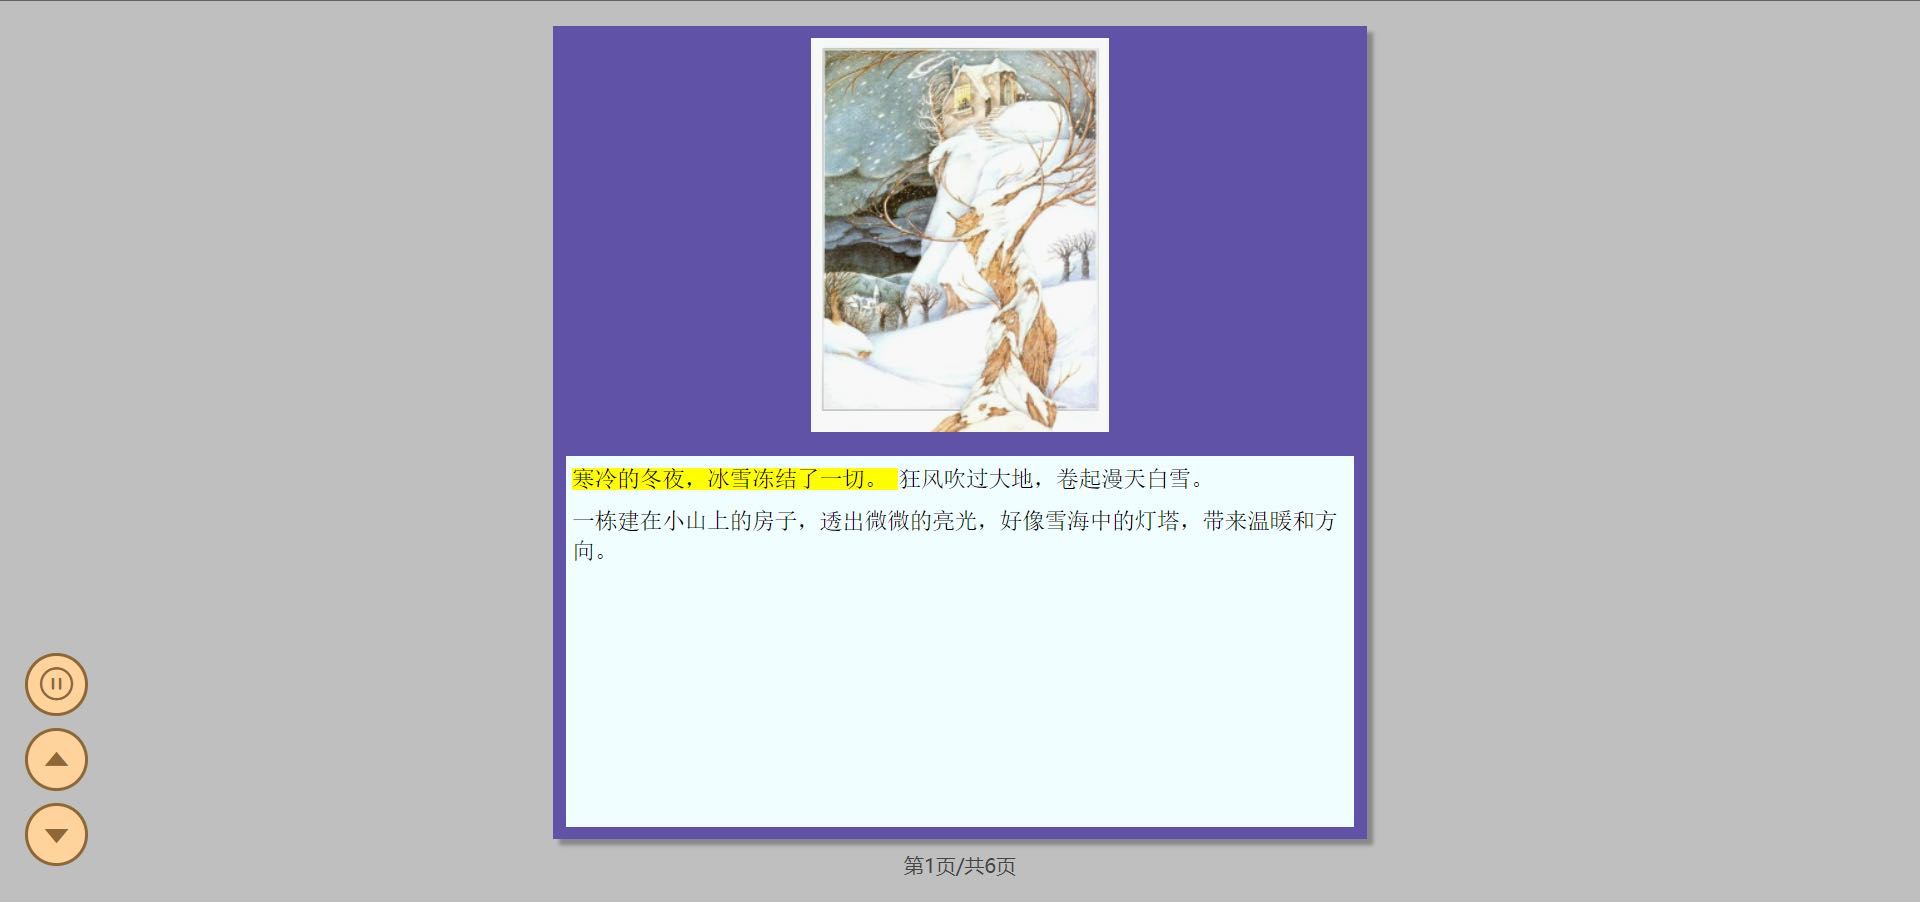 寒冷的冬夜，冰雪冻结了一切。 狂风吹过大地，卷起漫天白雪。
一栋建在小山上的房子，透出微微的亮光，好像雪海中的灯塔，带来温暖和方
向。
第1页/共6页